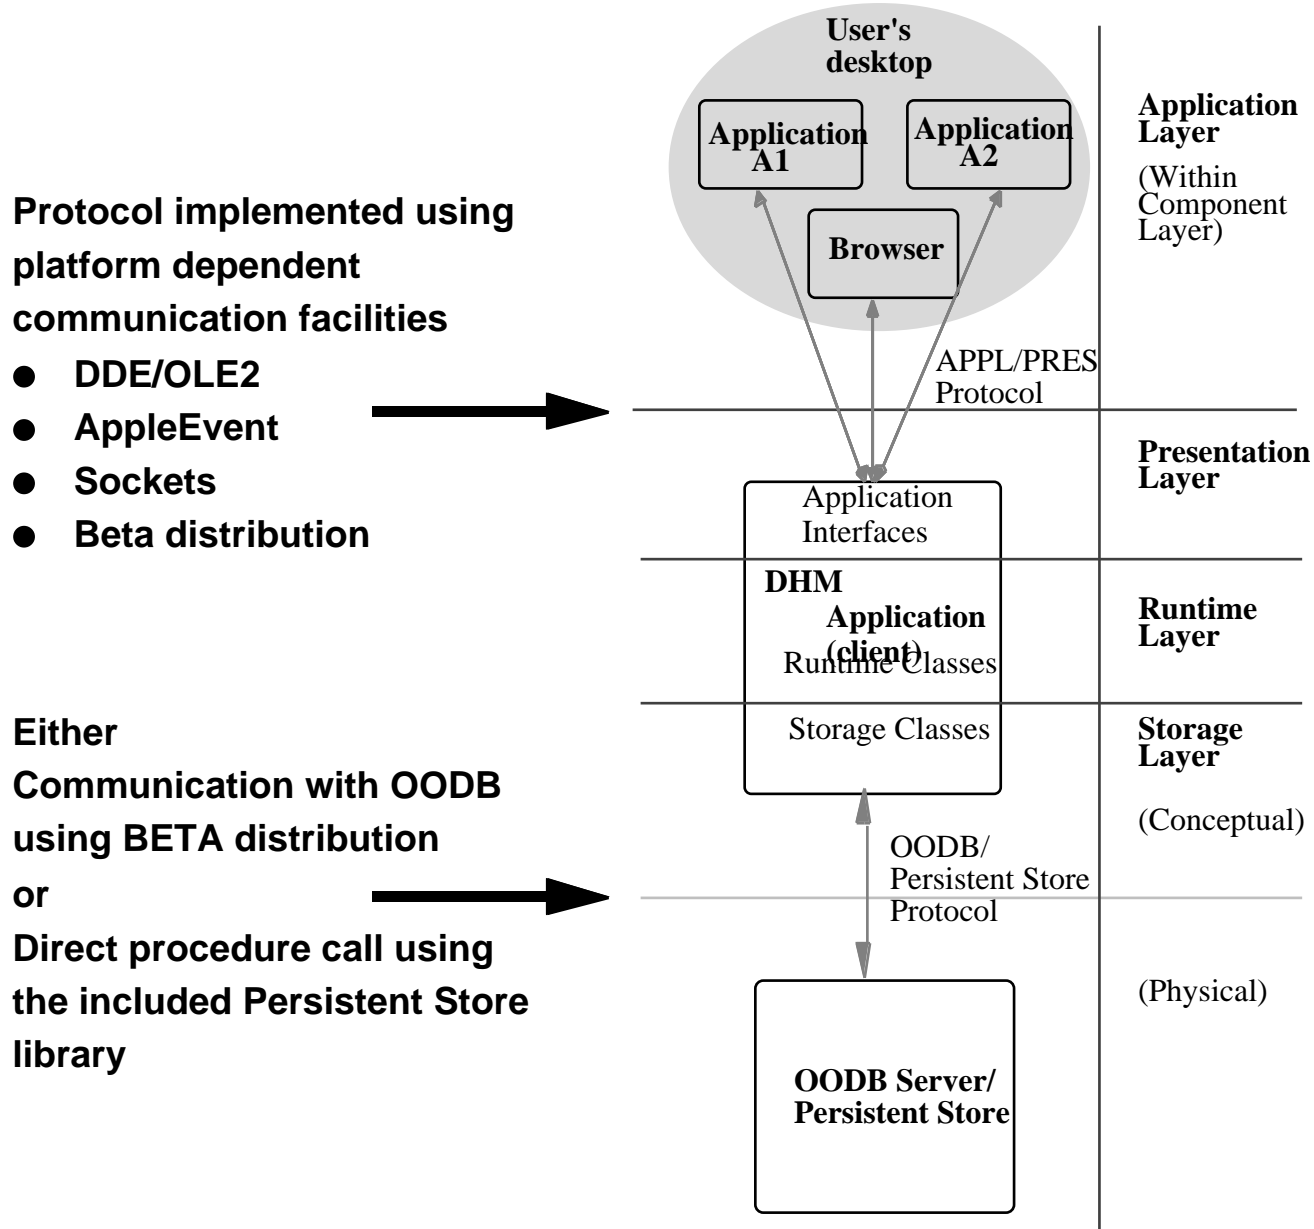 User's
desktop
Application
A1
Application
A2
Browser
Application
Layer
(Within
Component
Layer)
Protocol implemented using
platform dependent
communication facilities
● DDE/OLE2
● AppleEvent
● Sockets
● Beta distribution
APPL/PRES
Protocol
Presentation
Layer
Application
Interfaces
DHM
Application
(client)
Runtime Classes
Runtime
Layer
Storage Classes
Storage
Layer
(Conceptual)
Either
Communication with OODB
using BETA distribution
or
Direct procedure call using
the included Persistent Store
library
OODB/
Persistent Store
Protocol
(Physical)
OODB Server/
Persistent Store